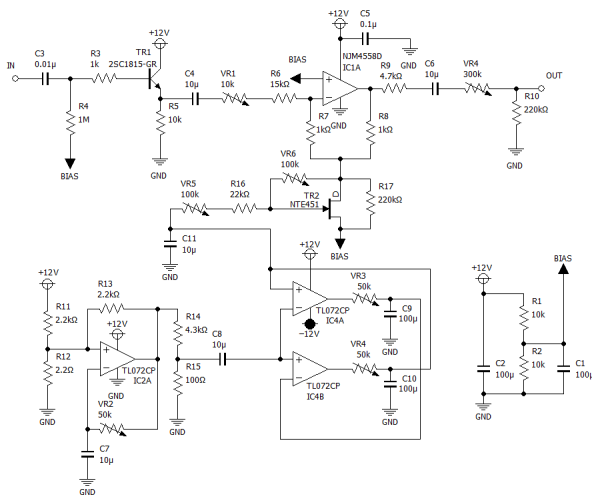 +12V
+12V
C5
0.1μ
GND
TR1
2SC1815-GR
IN
C3
0.01μ
R3
1k
R4
1M
BIAS
R5
10k
GND
C4
10μ
VR1
10k
R6
15kΩ
BIAS
NJM4558D
IC1A
GND
R9
4.7kΩ
C6
10μ
VR4
300k
OUT
R10
220kΩ
GND
R7
1kΩ
R8
1kΩ
VR6
100k
TR2
NTE451
D
R17
220kΩ
BIAS
VR5
100k
R16
22kΩ
C11
10μ
GND
+12V
TL072CP
IC4A
−12V
VR3
50k
C9
100μ
GND
TL072CP
IC4B
VR4
50k
C10
100μ
GND
+12V
R11
2.2kΩ
R12
2.2Ω
GND
R13
2.2kΩ
+12V
TL072CP
IC2A
GND
VR2
50k
C7
10μ
GND
R14
4.3kΩ
R15
100Ω
GND
C8
10μ
+12V
BIAS
R1
10k
R2
10k
C2
100μ
C1
100μ
GND